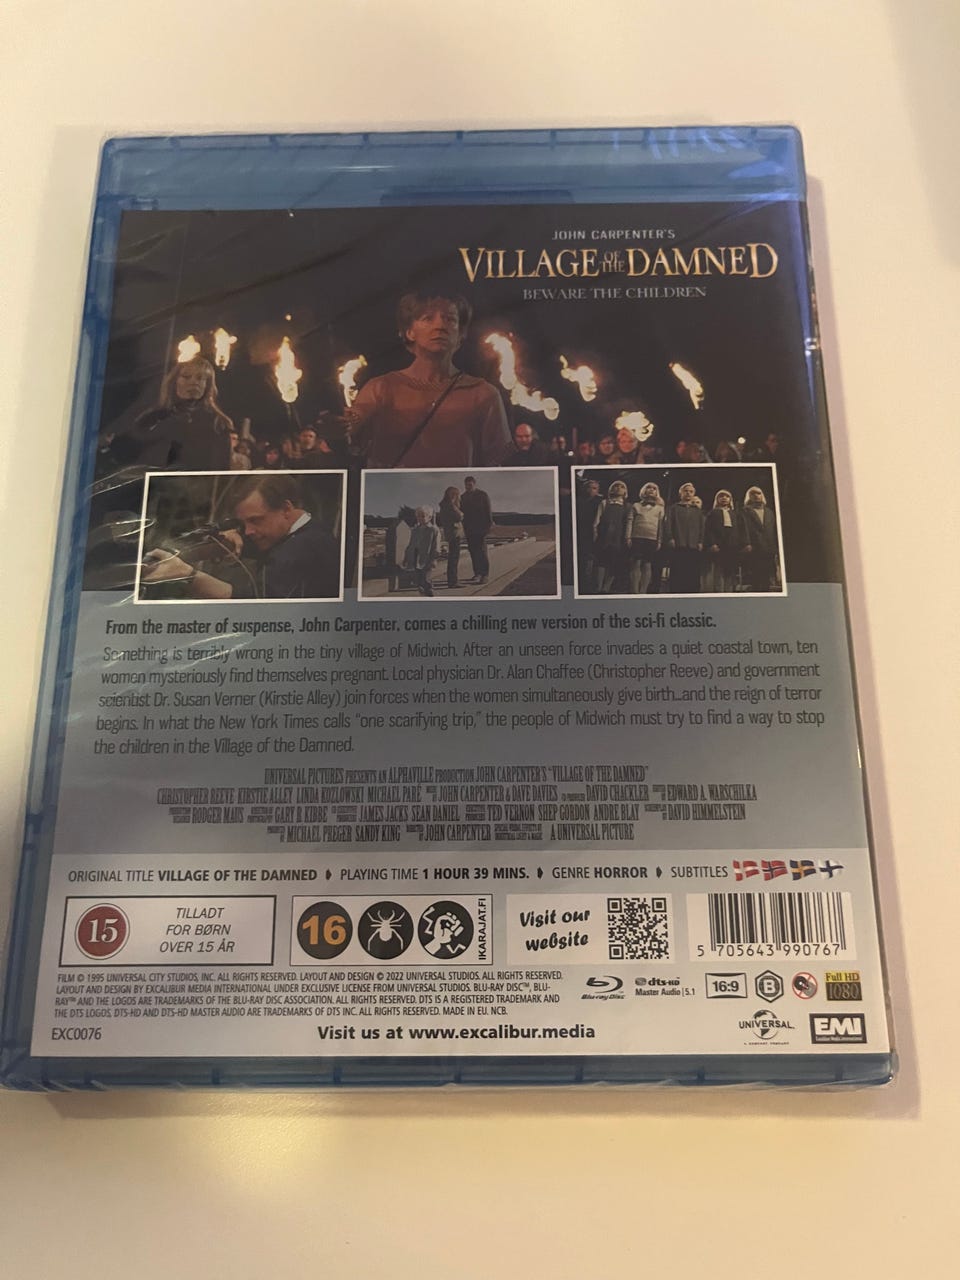 JOHN CARPENTER'S
VILLAGE OF THE DAMNED
BEWARE THE CHILDREN
From the master of suspense, John Carpenter, comes a chilling new version of the sci-fi classic.
Something is terribly wrong in the tiny village of Midwich. After an unseen force invades a quiet coastal town, ten
women mysteriously find themselves pregnant. Local physician Dr. Alan Chaffee (Christopher Reeve) and government
scientist Dr. Susan Verner (Kirstie Alley) join forces when the women simultaneously give birth...and the reign of terror
begins. In what the New York Times calls "one scarifying trip," the people of Midwich must try to find a way to stop
the children in the Village of the Damned.
UNIVERSAL PICTURES PRESENTS AN ALPHAVILLE PRODUCTION JOHN CARPENTER'S "VILLAGE OF THE DAMNED"
CHRISTOPHER REEVE KIRSTIE ALLEY LINDA KOZLOWSKI MICHAEL PARÉ JOHN CARPENTER & DAVE DAVIES DAVID CHACKLER EDWARD A. WARSCHILKA
RODGER MAUS GARY B. KIBBE JAMES JACKS SEAN DANIEL TED VERNON SHEP GORDON ANDRE BLAY DAVID HIMMELSTEIN
MICHAEL PREGER SANDY KING JOHN CARPENTER A UNIVERSAL PICTURE
ORIGINAL TITLE VILLAGE OF THE DAMNED PLAYING TIME 1 HOUR 39 MINS. GENRE HORROR SUBTITLES
15 TILLADT
FOR BØRN
OVER 15 ÅR
16
IKARAJAT.FI
Visit our
website
5 705643 990767
FILM © 1995 UNIVERSAL CITY STUDIOS, INC. ALL RIGHTS RESERVED. LAYOUT AND DESIGN © 2022 UNIVERSAL STUDIOS. ALL RIGHTS RESERVED.
LAYOUT AND DESIGN BY EXCALIBUR MEDIA INTERNATIONAL UNDER EXCLUSIVE LICENSE FROM UNIVERSAL STUDIOS. BLU-RAY DISC™, BLU-
RAY™ AND THE LOGOS ARE TRADEMARKS OF THE BLU-RAY DISC ASSOCIATION. ALL RIGHTS RESERVED. DTS IS A REGISTERED TRADEMARK AND
THE DTS LOGOS, DTS-HD AND DTS-HD MASTER AUDIO ARE TRADEMARKS OF DTS INC. ALL RIGHTS RESERVED. MADE IN EU. NCB.
Blu-ray Disc
dts-HD
Master Audio 5.1
16:9
B
Full HD
1080
EXC0076
Visit us at www.excalibur.media
UNIVERSAL
A COMCAST COMPANY
EMI
Excalibur Media International